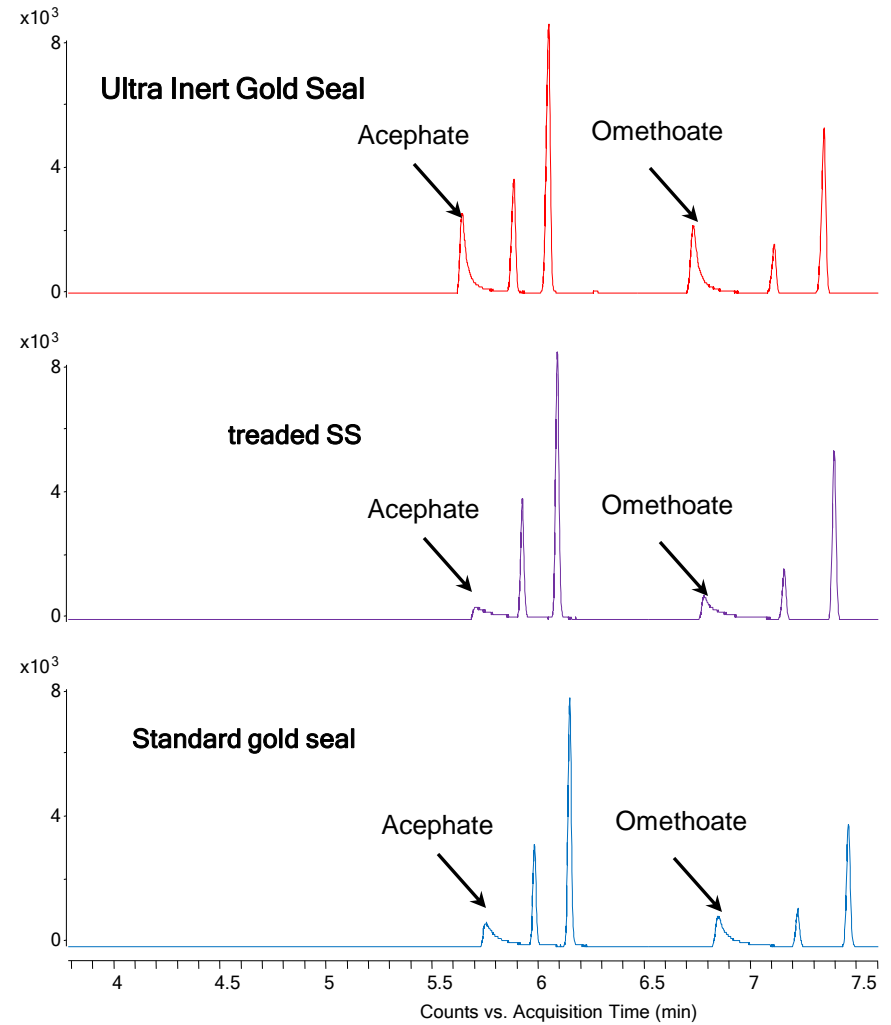 x10³
8
Ultra Inert Gold Seal
Acephate
Omethoate
4
0
x10³
8
treaded SS
4
Acephate
Omethoate
0
x10³
8
Standard gold seal
4
Acephate
Omethoate
0
4 4.5 5 5.5 6 6.5 7 7.5
Counts vs. Acquisition Time (min)